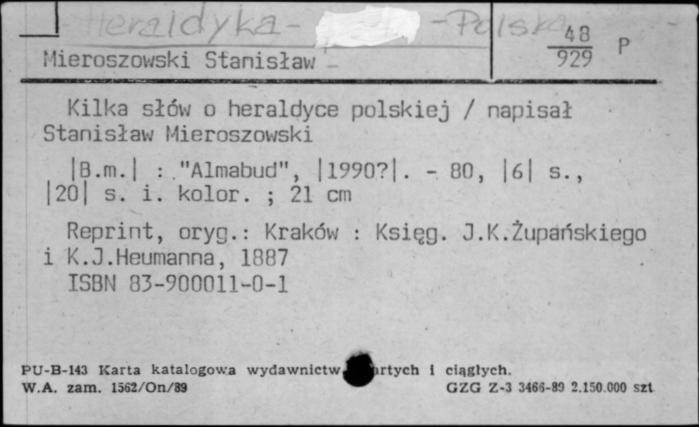 Heraldyka - - Polska
48
929 P
Mieroszowski Stanisław -
Kilka słów o heraldyce polskiej / napisał
Stanisław Mieroszowski
|B.m.| : "Almabud", |1990?|. - 80, |6| s.,
|20| s. i. kolor. ; 21 cm
Reprint, oryg.: Kraków : Księg. J.K.Żupańskiego
i K.J.Heumanna, 1887
ISBN 83-900011-0-1
PU-B-143 Karta katalogowa wydawnictw artych i ciągłych.
W.A. zam. 1562/On/89 GZG Z-3 3466-89 2.150.000 szt